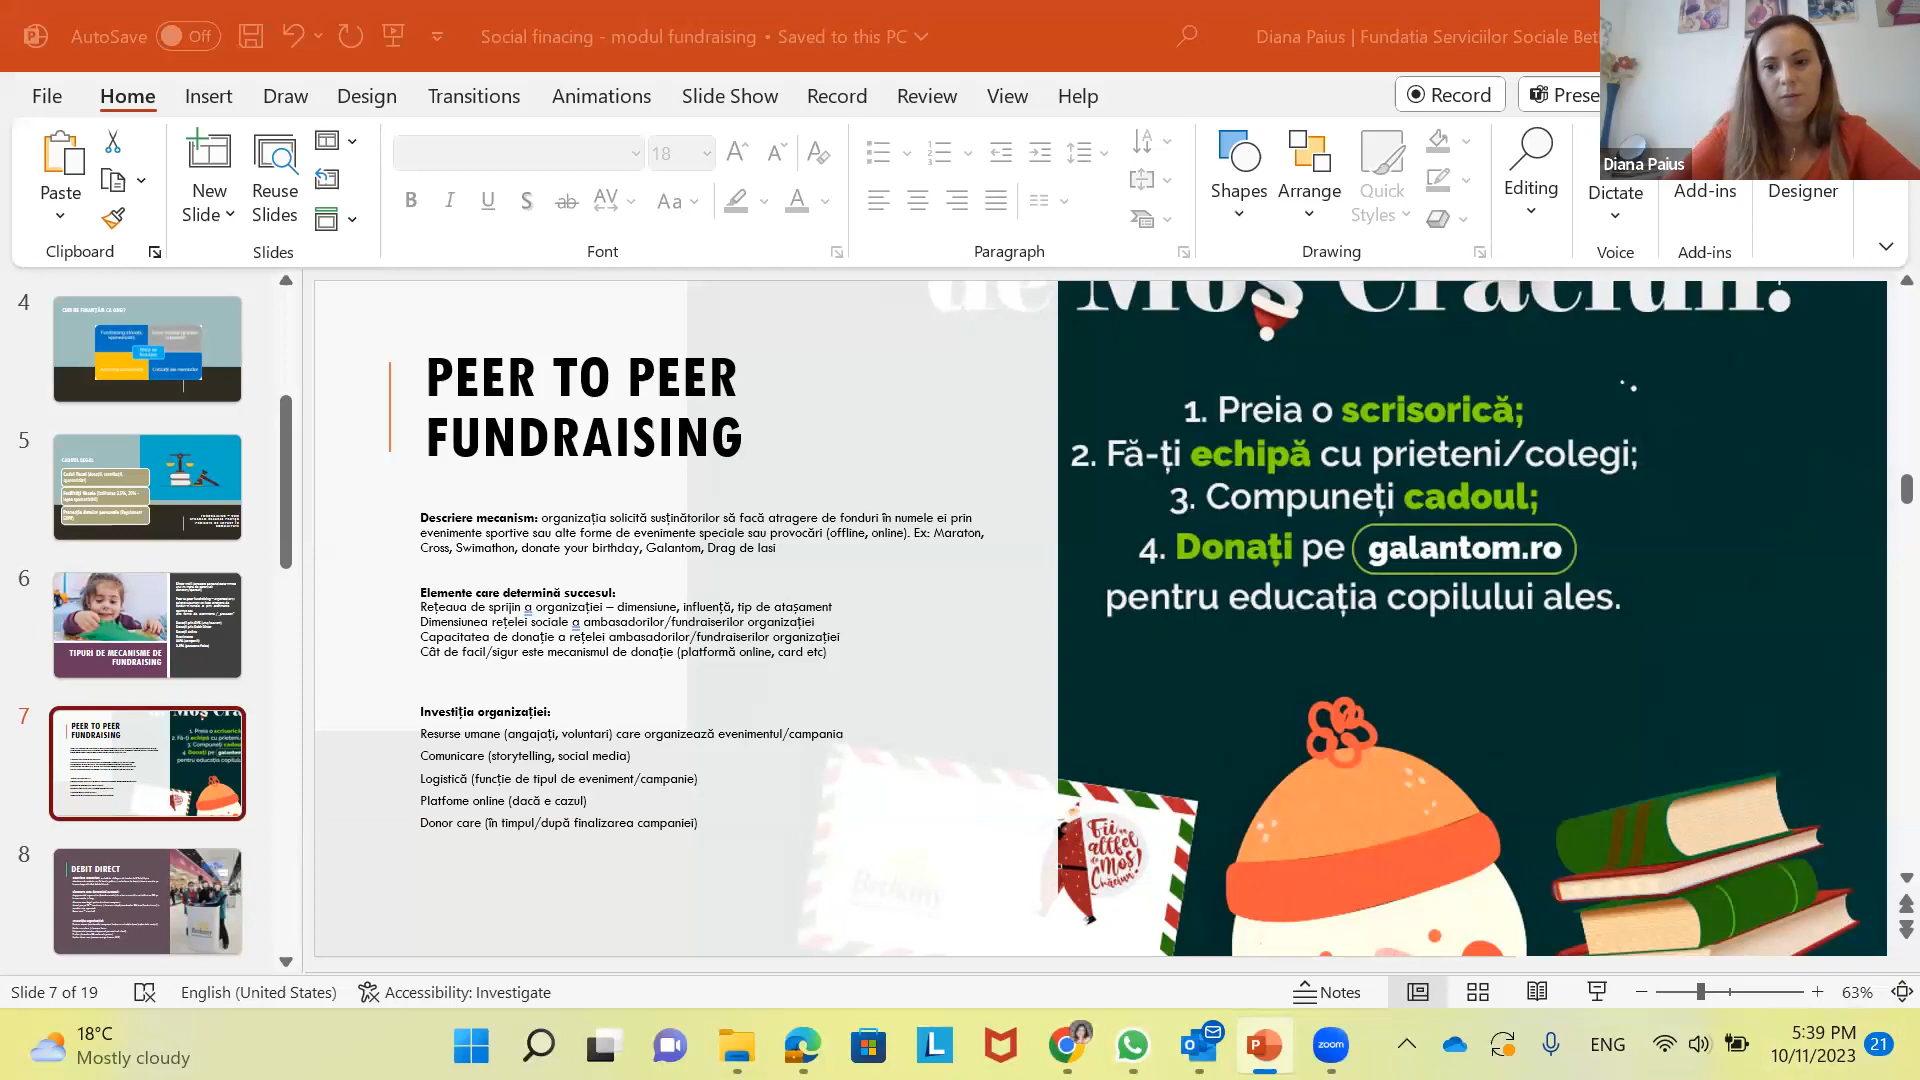 AutoSave Off
Social finacing - modul fundraising • Saved to this PC
Diana Paius | Fundatia Serviciilor Sociale Bet
File Home Insert Draw Design Transitions Animations Slide Show Record Review View Help
Record
Prese
Diana Paius
Paste
New Slide
Reuse Slides
18
Shapes
Arrange
Quick Styles
Editing
Dictate
Add-ins
Designer
Clipboard
Slides
Font
Paragraph
Drawing
Voice
Add-ins
4
5
6
TIPURI DE MECANISME DE
FUNDRAISING
7
PEER TO PEER
FUNDRAISING
8
DEBIT DIRECT
PEER TO PEER
FUNDRAISING
Descriere mecanism: organizația solicită susținătorilor să facă atragere de fonduri în numele ei prin
evenimente sportive sau alte forme de evenimente speciale sau provocări (offline, online). Ex: Maraton,
Cross, Swimathon, donate your birthday, Galantom, Drag de Iasi
Elemente care determină succesul:
Rețeaua de sprijin a organizației – dimensiune, influență, tip de atașament
Dimensiunea rețelei sociale a ambasadorilor/fundraiserilor organizației
Capacitatea de donație a rețelei ambasadorilor/fundraiserilor organizației
Cât de facil/sigur este mecanismul de donație (platformă online, card etc)
Investiția organizației:
Resurse umane (angajați, voluntari) care organizează evenimentul/campania
Comunicare (storytelling, social media)
Logistică (funcție de tipul de eveniment/campanie)
Platfome online (dacă e cazul)
Donor care (în timpul/după finalizarea campaniei)
de Moș Crăciun!
1. Preia o scrisorică;
2. Fă-ți echipă cu prieteni/colegi;
3. Compuneți cadoul;
4. Donați pe galantom.ro
pentru educația copilului ales.
Fii
altfel
de Moș
Crăciun!
Bethany
Slide 7 of 19
English (United States)
Accessibility: Investigate
Notes
63%
18°C
Mostly cloudy
zoom
ENG
5:39 PM
10/11/2023
21